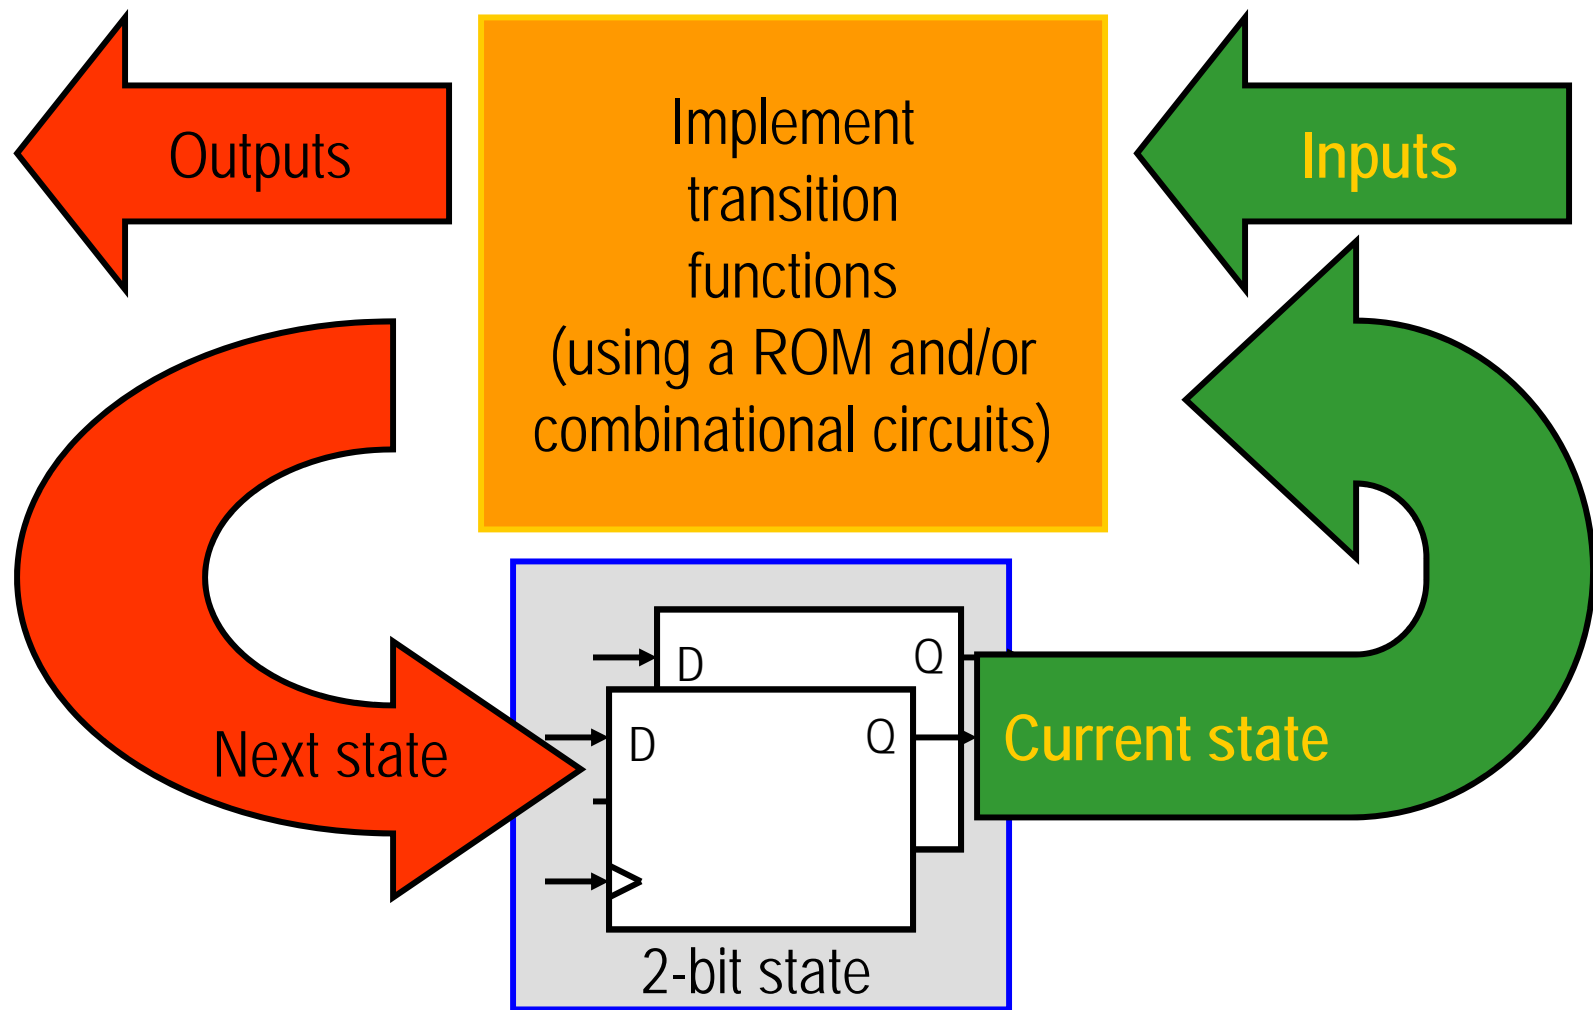 Outputs
Implement
transition
functions
(using a ROM and/or
combinational circuits)
Inputs
Next state
D
Q
D
Q
Current state
2-bit state